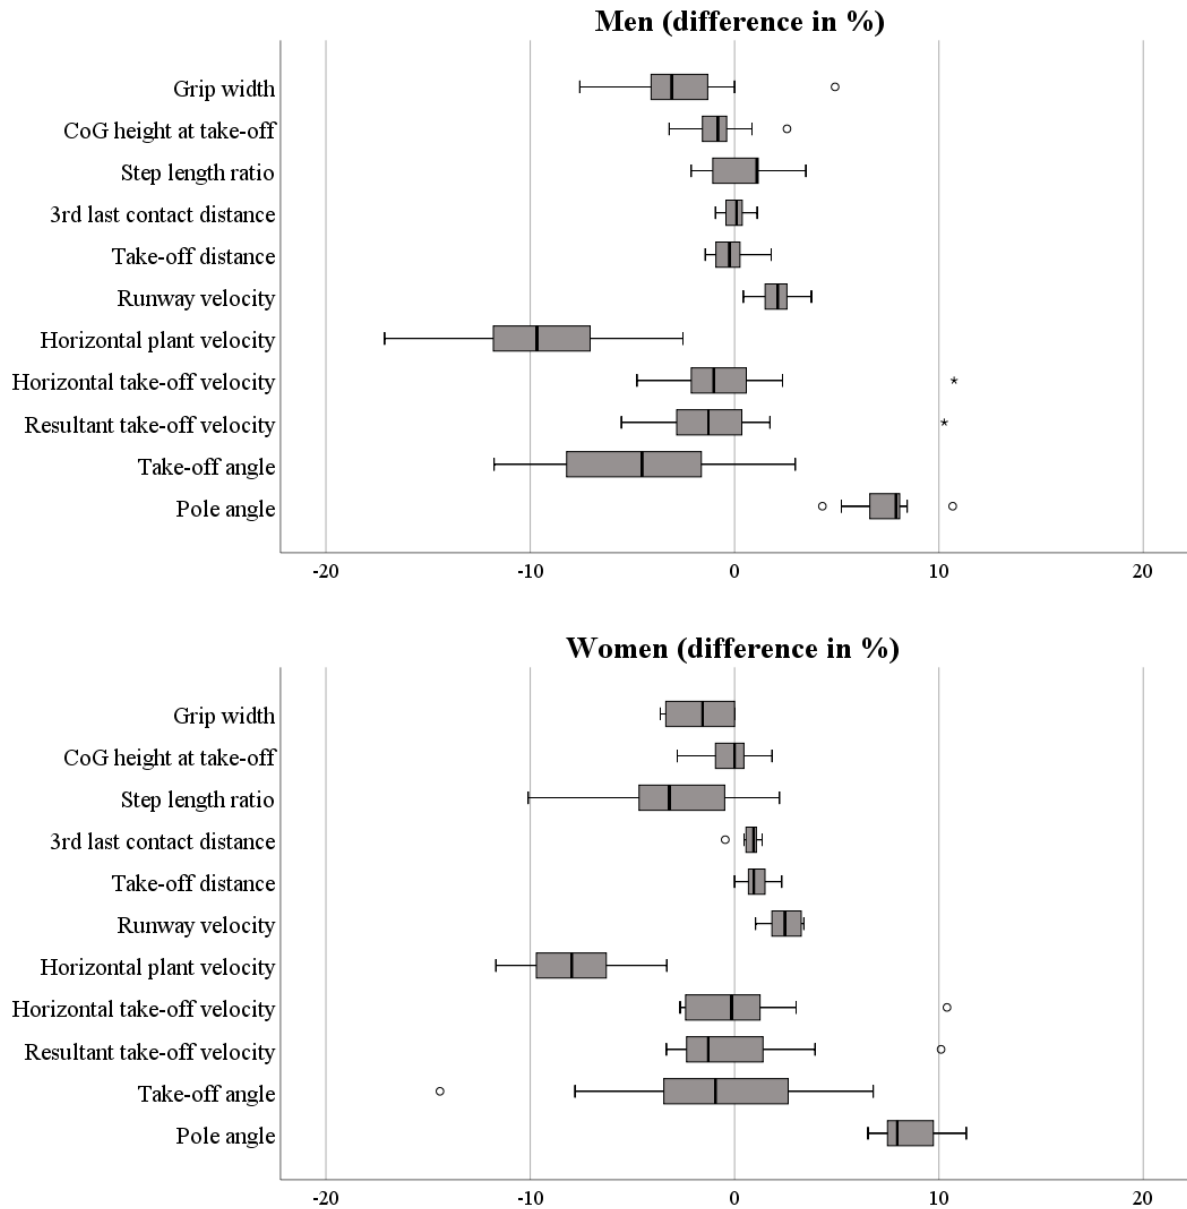 Men (difference in %)
Grip width
CoG height at take-off
Step length ratio
3rd last contact distance
Take-off distance
Runway velocity
Horizontal plant velocity
Horizontal take-off velocity
Resultant take-off velocity
Take-off angle
Pole angle
-20 -10 0 10 20
Women (difference in %)
Grip width
CoG height at take-off
Step length ratio
3rd last contact distance
Take-off distance
Runway velocity
Horizontal plant velocity
Horizontal take-off velocity
Resultant take-off velocity
Take-off angle
Pole angle
-20 -10 0 10 20